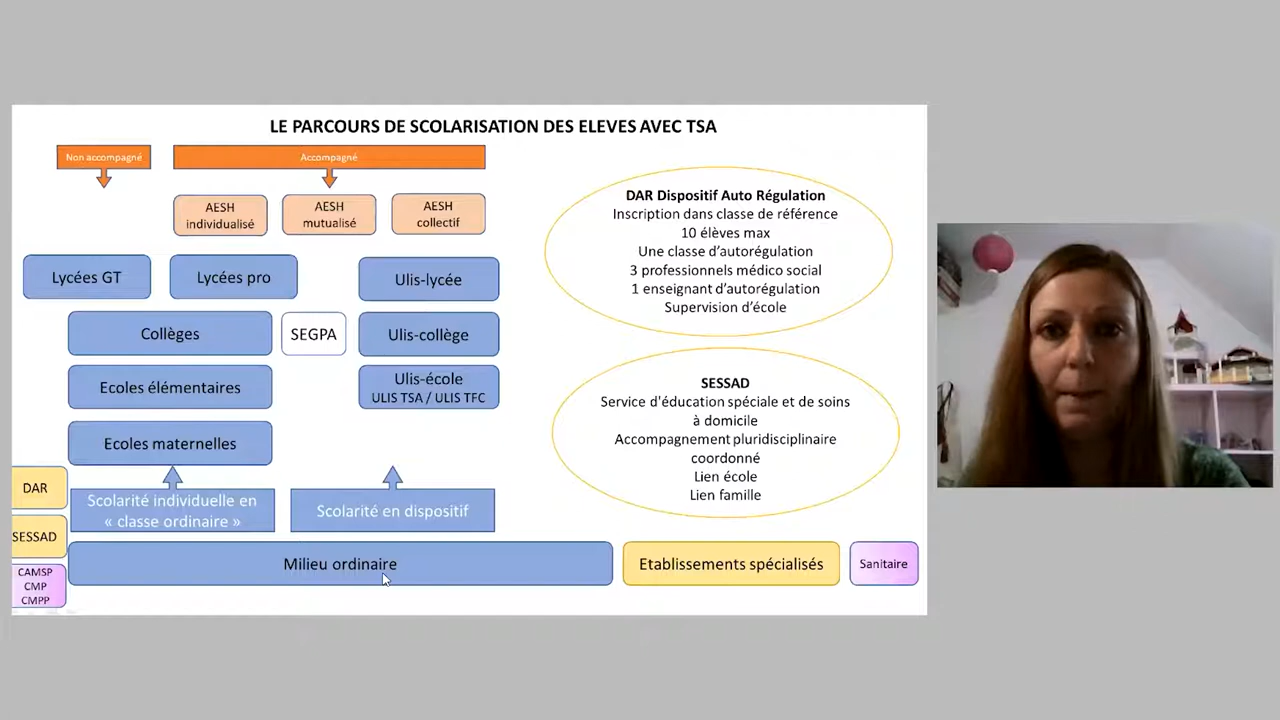 LE PARCOURS DE SCOLARISATION DES ELEVES AVEC TSA
Non accompagné
Accompagné
AESH
individualisé
AESH
mutualisé
AESH
collectif
Lycées GT
Lycées pro
Ulis-lycée
Collèges
SEGPA
Ulis-collège
Ecoles élémentaires
Ulis-école
ULIS TSA / ULIS TFC
Ecoles maternelles
DAR
Scolarité individuelle en
« classe ordinaire »
Scolarité en dispositif
SESSAD
CAMSP
CMP
CMPP
Milieu ordinaire
Etablissements spécialisés
Sanitaire
DAR Dispositif Auto Régulation
Inscription dans classe de référence
10 élèves max
Une classe d'autorégulation
3 professionnels médico social
1 enseignant d'autorégulation
Supervision d'école
SESSAD
Service d'éducation spéciale et de soins
à domicile
Accompagnement pluridisciplinaire
coordonné
Lien école
Lien famille